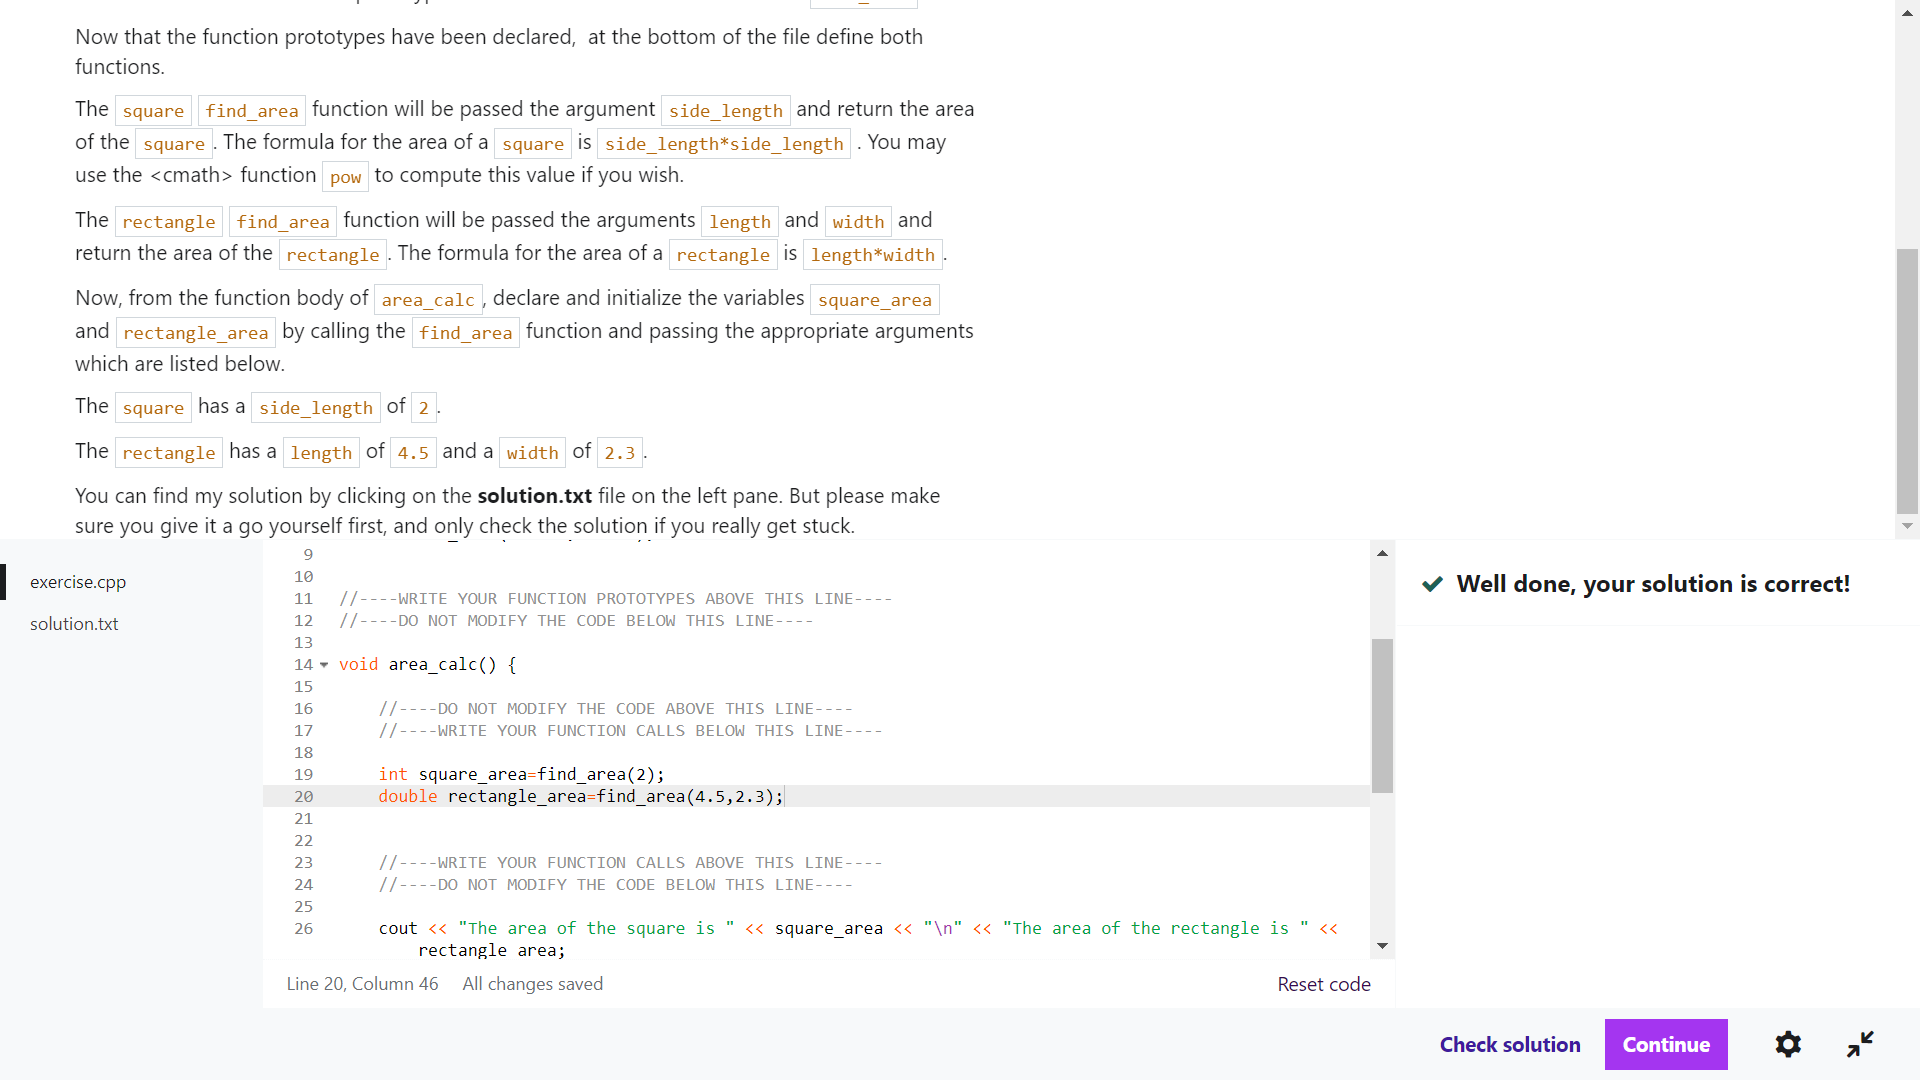 Now that the function prototypes have been declared,  at the bottom of the file define both
functions.
The square find_area function will be passed the argument side_length and return the area
of the square . The formula for the area of a square is side_length*side_length . You may
use the <cmath> function pow to compute this value if you wish.
The rectangle find_area function will be passed the arguments length and width and
return the area of the rectangle . The formula for the area of a rectangle is length*width .
Now, from the function body of area_calc , declare and initialize the variables square_area
and rectangle_area by calling the find_area function and passing the appropriate arguments
which are listed below.
The square has a side_length of 2 .
The rectangle has a length of 4.5 and a width of 2.3 .
You can find my solution by clicking on the solution.txt file on the left pane. But please make
sure you give it a go yourself first, and only check the solution if you really get stuck.
exercise.cpp
solution.txt
9
10
11 //----WRITE YOUR FUNCTION PROTOTYPES ABOVE THIS LINE----
12 //----DO NOT MODIFY THE CODE BELOW THIS LINE----
13
14 void area_calc() {
15
16 //----DO NOT MODIFY THE CODE ABOVE THIS LINE----
17 //----WRITE YOUR FUNCTION CALLS BELOW THIS LINE----
18
19 int square_area=find_area(2);
20 double rectangle_area=find_area(4.5,2.3);
21
22
23 //----WRITE YOUR FUNCTION CALLS ABOVE THIS LINE----
24 //----DO NOT MODIFY THE CODE BELOW THIS LINE----
25
26 cout << "The area of the square is " << square_area << "\n" << "The area of the rectangle is " <<
rectangle_area;
Line 20, Column 46 All changes saved
Reset code
Well done, your solution is correct!
Check solution
Continue